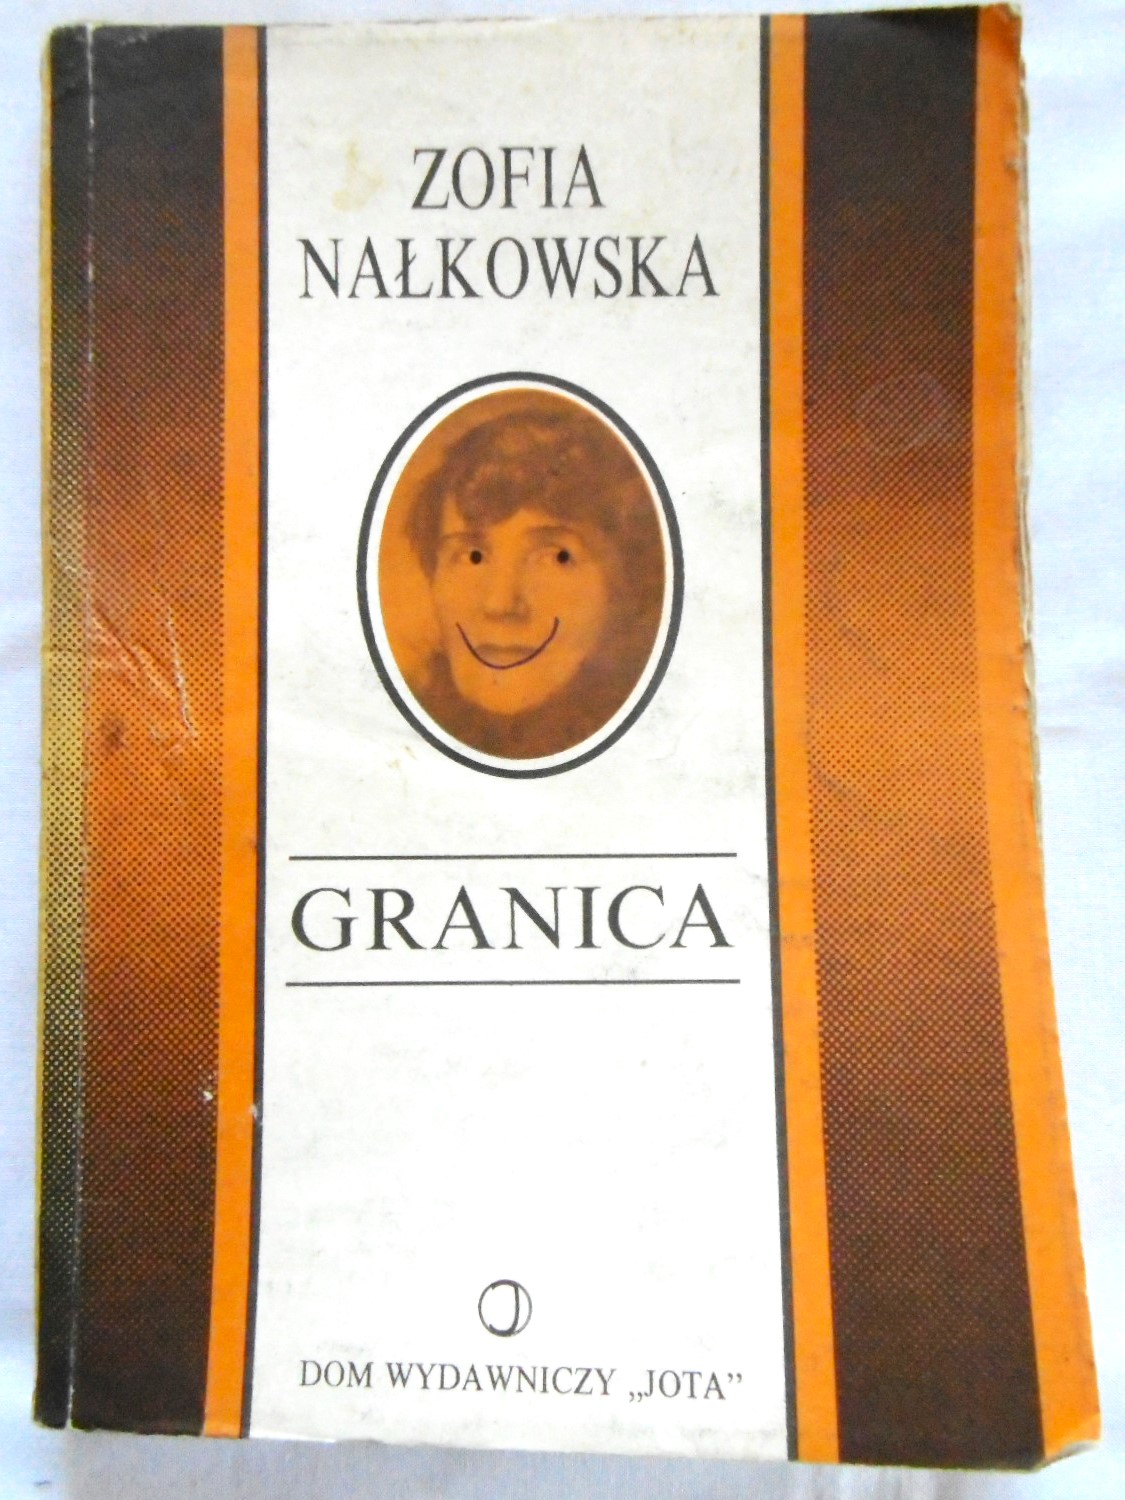 ZOFIA
NAŁKOWSKA
GRANICA
J
DOM WYDAWNICZY „JOTA”